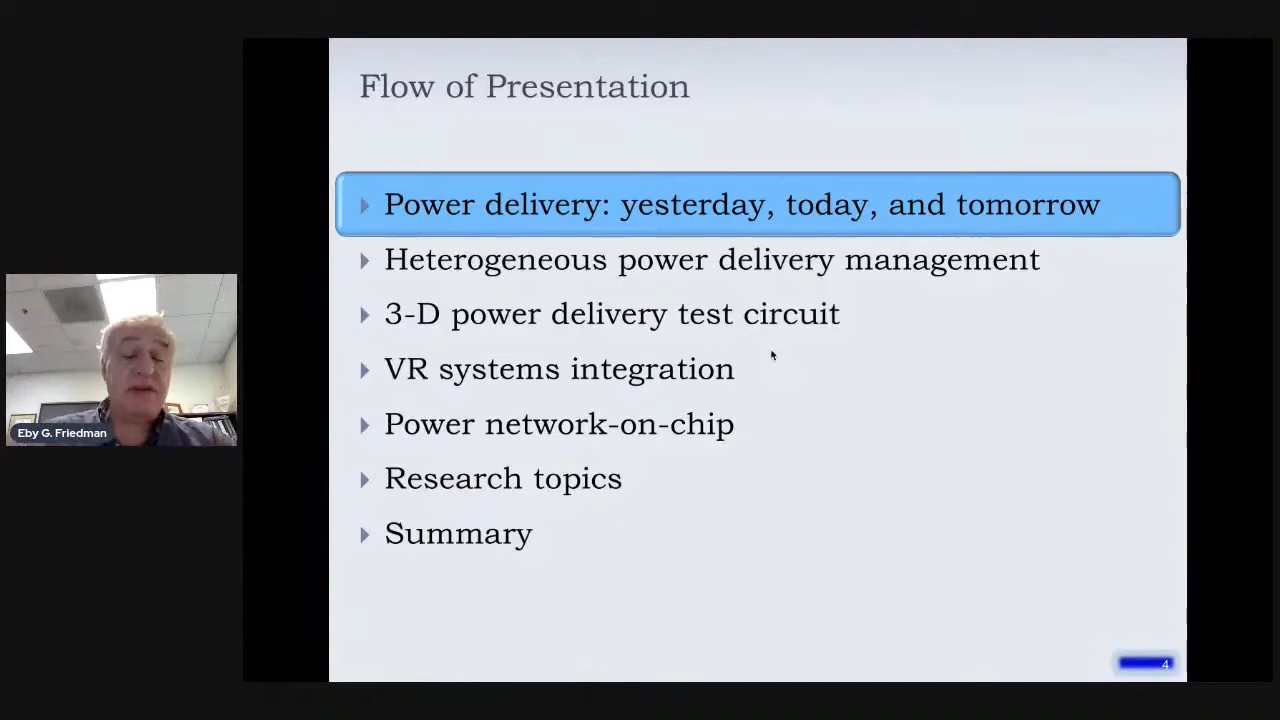 Flow of Presentation
Power delivery: yesterday, today, and tomorrow
Heterogeneous power delivery management
3-D power delivery test circuit
VR systems integration
Power network-on-chip
Research topics
Summary
Eby G. Friedman
4